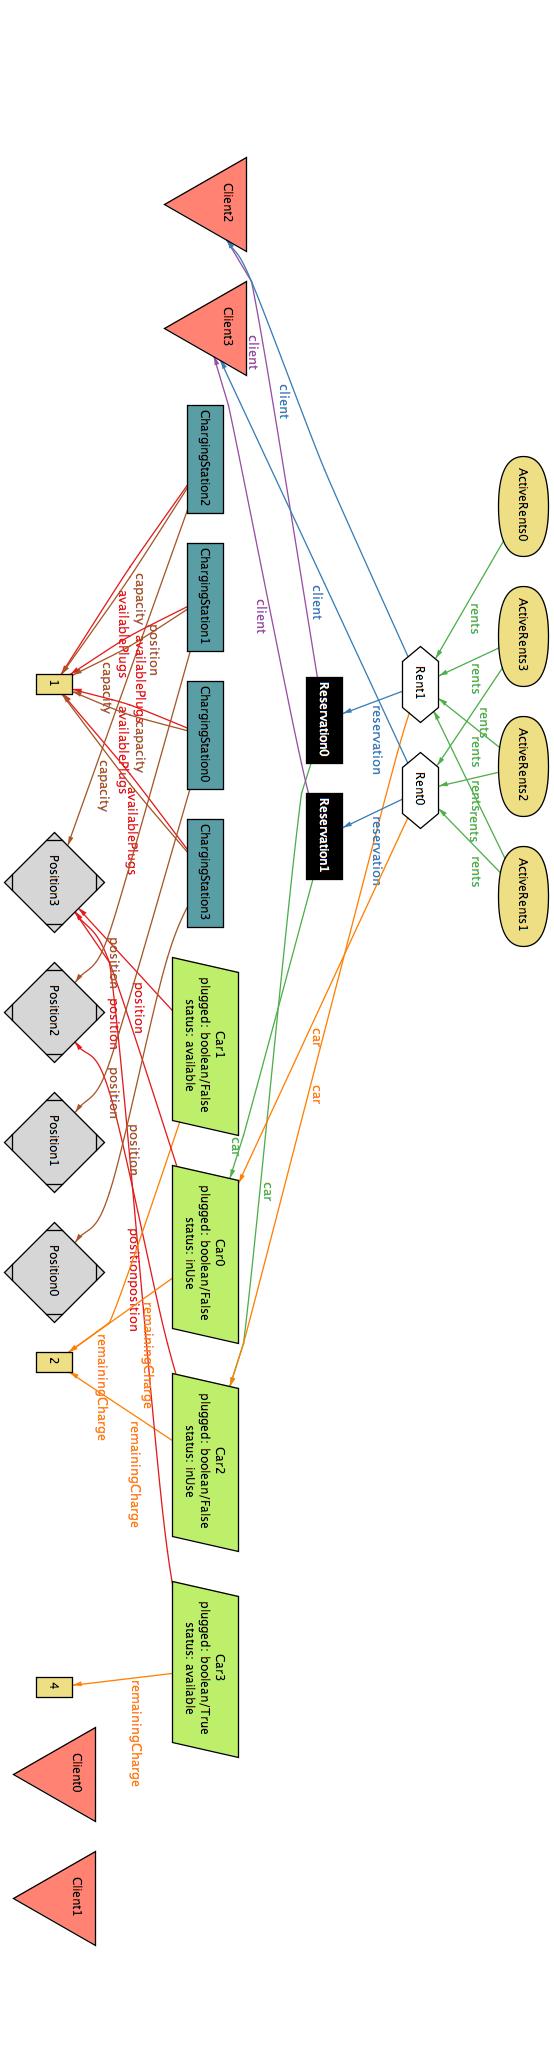 ActiveRents0
ActiveRents3
ActiveRents2
ActiveRents1
rents
rents
rents
rents
rents
rents
rents
Rent1
Rent0
reservation
reservation
client
client
client
client
Reservation0
Reservation1
car
car
car
car
Client2
Client3
ChargingStation2
ChargingStation1
ChargingStation0
ChargingStation3
Car1
plugged: boolean/False
status: available
Car0
plugged: boolean/False
status: inUse
Car2
plugged: boolean/False
status: inUse
Car3
plugged: boolean/True
status: available
capacity
availablePlugs
position
capacity
availablePlugs
capacity
availablePlugs
capacity
availablePlugs
position
position
position
position
position
position
position
remainingCharge
remainingCharge
remainingCharge
remainingCharge
1
Position3
Position2
Position1
Position0
2
4
Client0
Client1